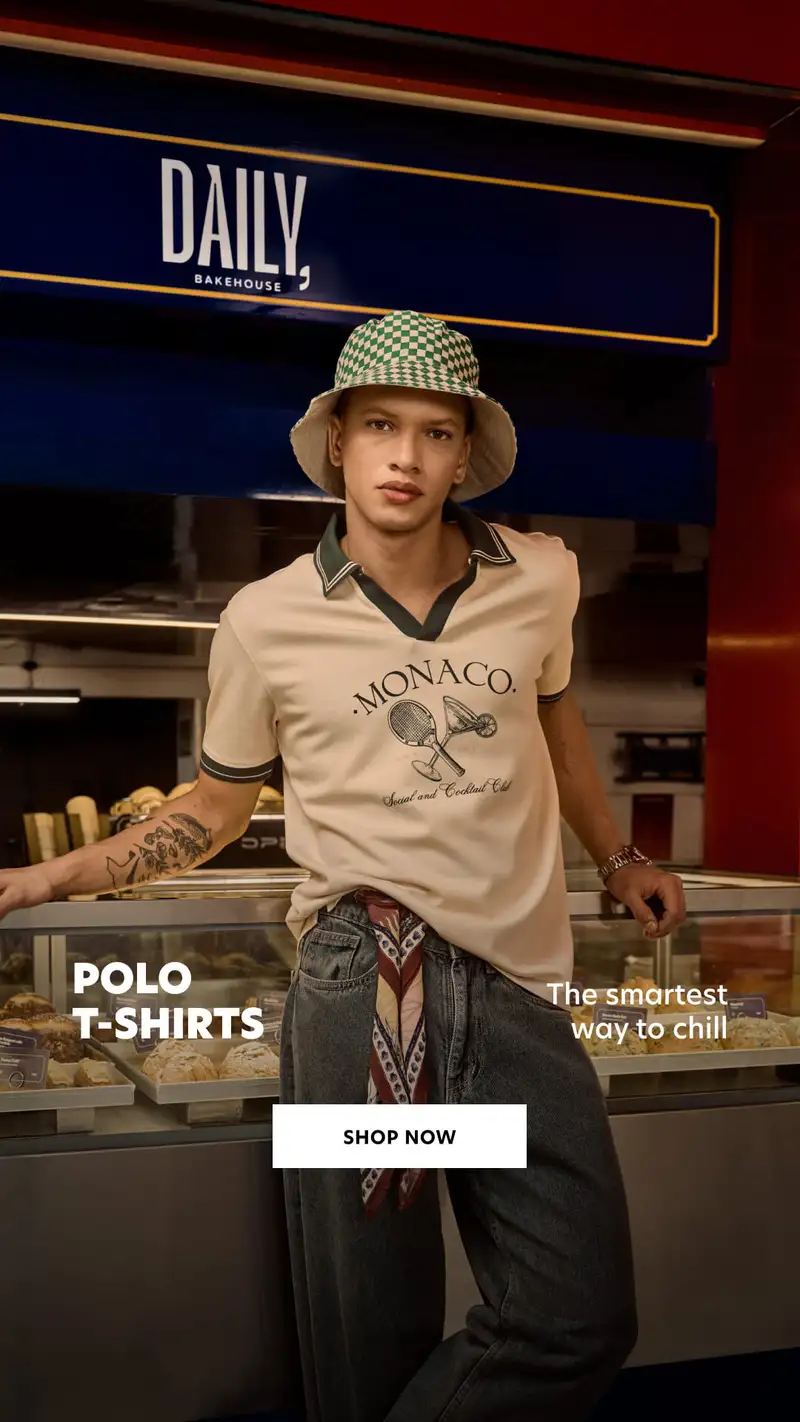 DAILY,
BAKEHOUSE
·MONACO.
Social and Cocktail Club
POLO
T-SHIRTS
The smartest
way to chill
SHOP NOW